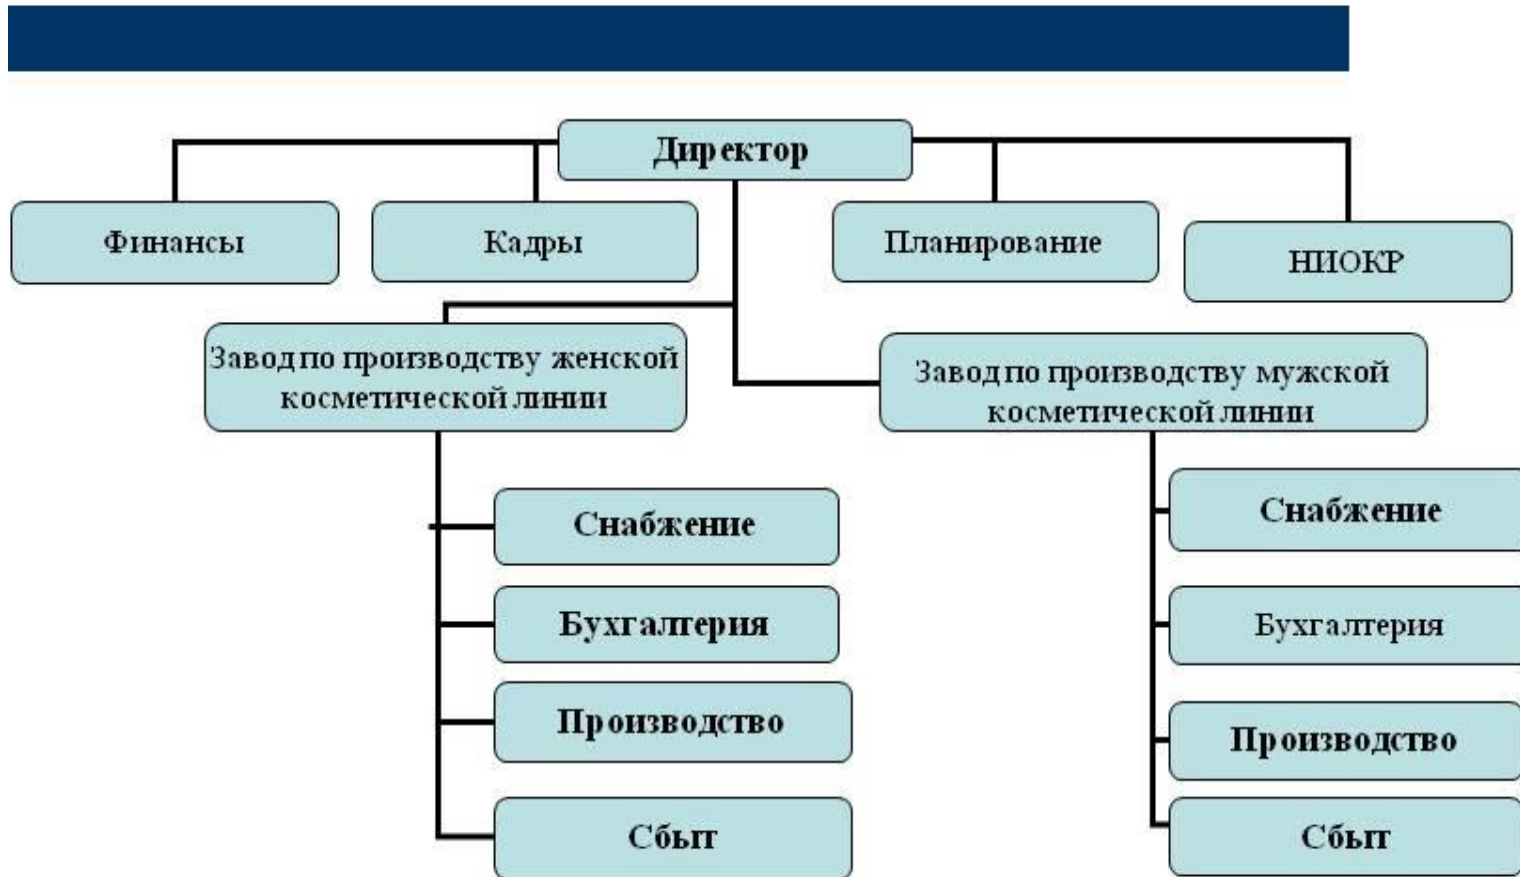 Директор
Финансы
Кадры
Планирование
НИОКР
Завод по производству женской
косметической линии
Завод по производству мужской
косметической линии
Снабжение
Бухгалтерия
Производство
Сбыт
Снабжение
Бухгалтерия
Производство
Сбыт